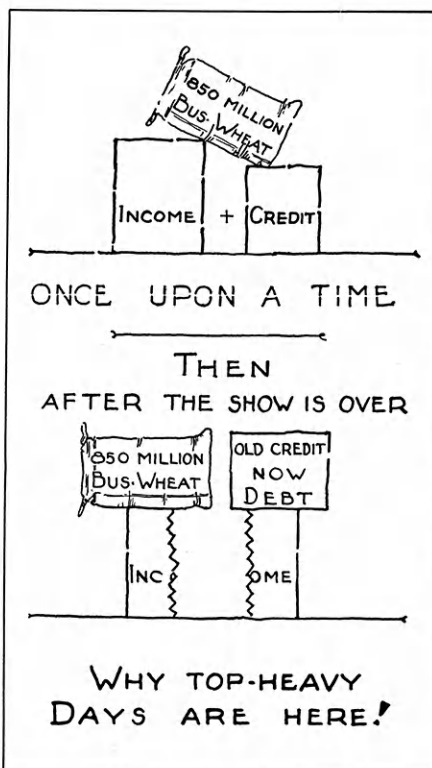 850 MILLION
BUS. WHEAT
INCOME + CREDIT
ONCE UPON A TIME
THEN
AFTER THE SHOW IS OVER
850 MILLION
BUS. WHEAT
OLD CREDIT
NOW
DEBT
INC OME
WHY TOP-HEAVY
DAYS ARE HERE!